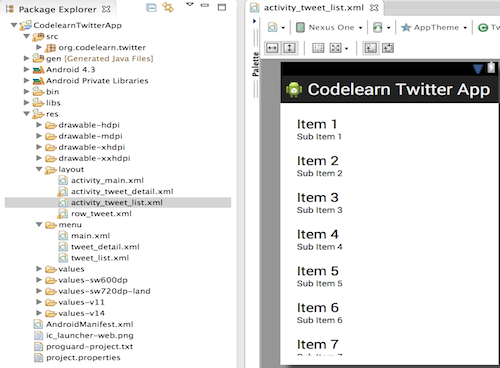 Package Explorer
CodelearnTwitterApp
src
org.codelearn.twitter
gen [Generated Java Files]
Android 4.3
Android Private Libraries
bin
libs
res
drawable-hdpi
drawable-mdpi
drawable-xhdpi
drawable-xxhdpi
layout
activity_main.xml
activity_tweet_detail.xml
activity_tweet_list.xml
row_tweet.xml
menu
main.xml
tweet_detail.xml
tweet_list.xml
values
values-sw600dp
values-sw720dp-land
values-v11
values-v14
AndroidManifest.xml
ic_launcher-web.png
proguard-project.txt
project.properties
activity_tweet_list.xml
Nexus One
AppTheme
Tw
Palette
Codelearn Twitter App
Item 1
Sub Item 1
Item 2
Sub Item 2
Item 3
Sub Item 3
Item 4
Sub Item 4
Item 5
Sub Item 5
Item 6
Sub Item 6
Item 7
Sub Item 7